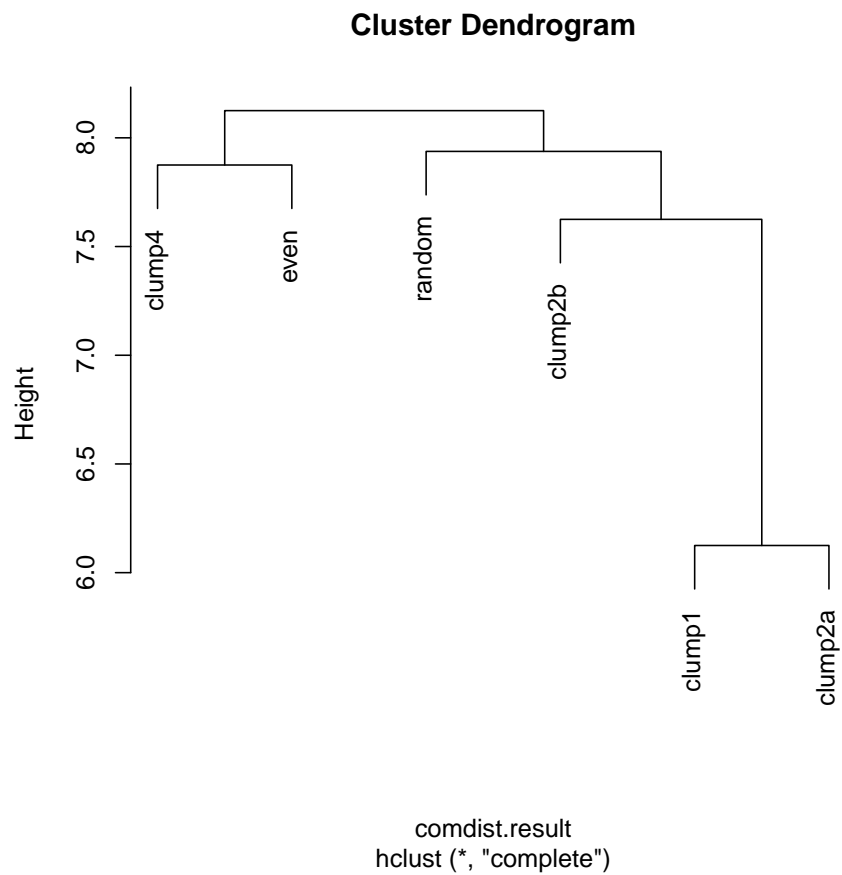 Cluster Dendrogram
Height
8.0
7.5
7.0
6.5
6.0
clump4
even
random
clump2b
clump1
clump2a
comdist.result
hclust (*, "complete")